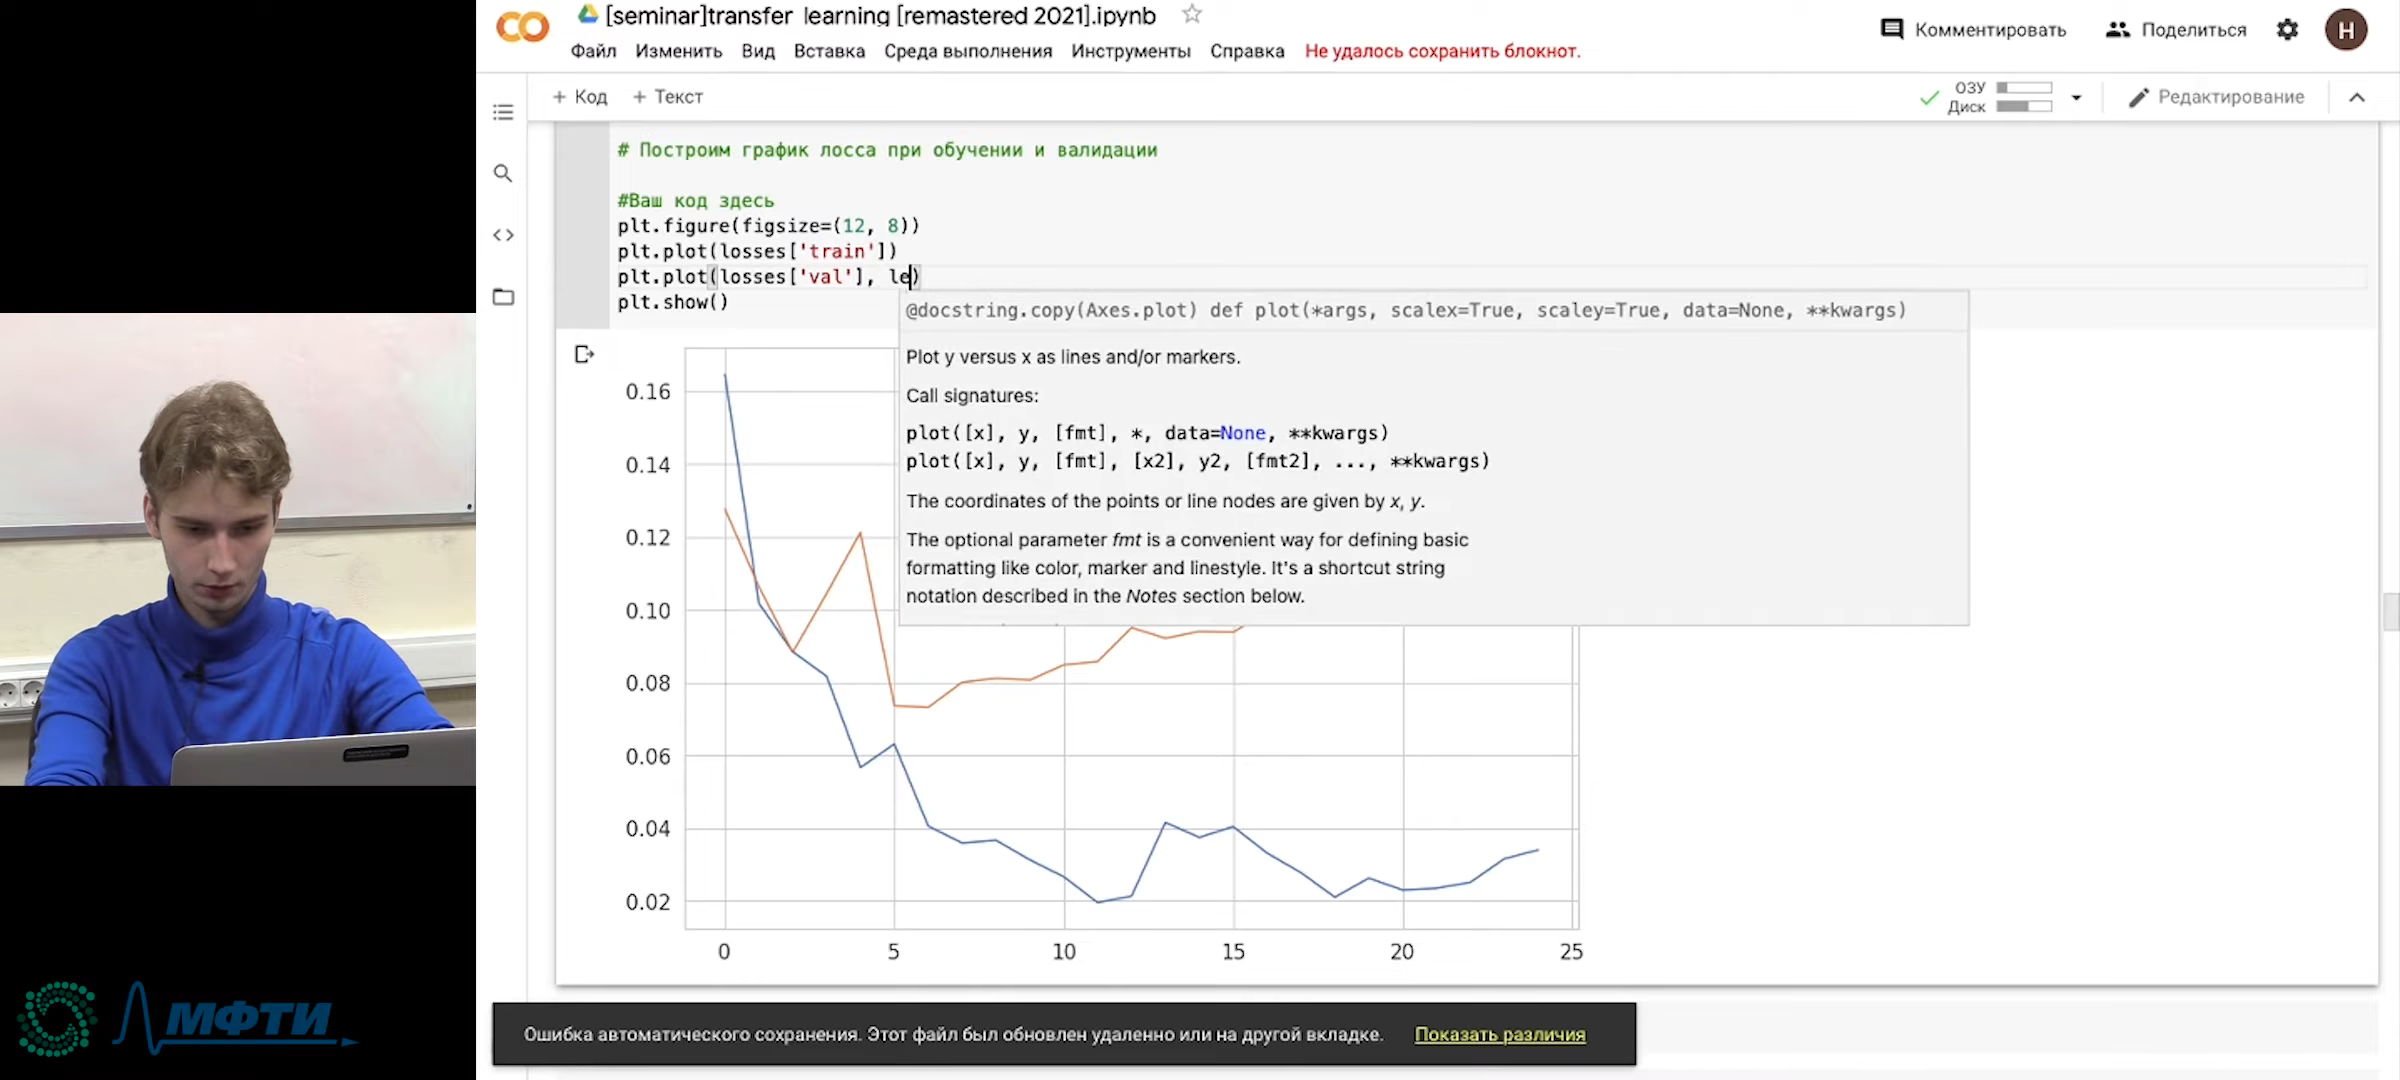 [seminar]transfer learning [remastered 2021].ipynb
Файл Изменить Вид Вставка Среда выполнения Инструменты Справка Не удалось сохранить блокнот.
Комментировать Поделиться H
+ Код + Текст
ОЗУ
Диск
Редактирование
# Построим график лосса при обучении и валидации
#Ваш код здесь
plt.figure(figsize=(12, 8))
plt.plot(losses['train'])
plt.plot(losses['val'], le)
plt.show()
@docstring.copy(Axes.plot) def plot(*args, scalex=True, scaley=True, data=None, **kwargs)
Plot y versus x as lines and/or markers.
Call signatures:
plot([x], y, [fmt], *, data=None, **kwargs)
plot([x], y, [fmt], [x2], y2, [fmt2], ..., **kwargs)
The coordinates of the points or line nodes are given by x, y.
The optional parameter fmt is a convenient way for defining basic
formatting like color, marker and linestyle. It's a shortcut string
notation described in the Notes section below.
0.16
0.14
0.12
0.10
0.08
0.06
0.04
0.02
0 5 10 15 20 25
МФТИ
Ошибка автоматического сохранения. Этот файл был обновлен удаленно или на другой вкладке. Показать различия